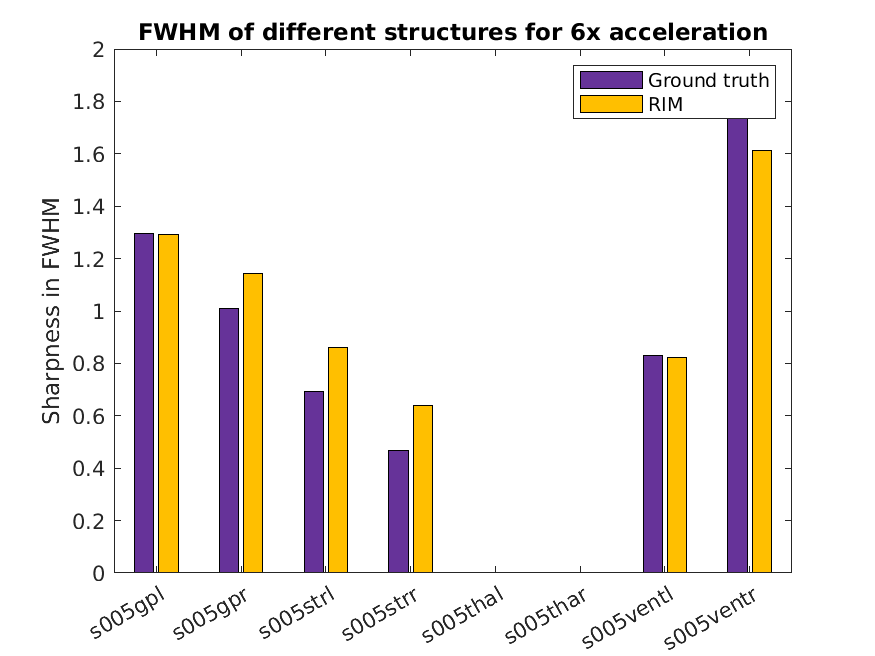 FWHM of different structures for 6x acceleration
Ground truth
RIM
Sharpness in FWHM
2
1.8
1.6
1.4
1.2
1
0.8
0.6
0.4
0.2
0
s005gpl
s005gpr
s005strl
s005strr
s005thal
s005thar
s005ventl
s005ventr